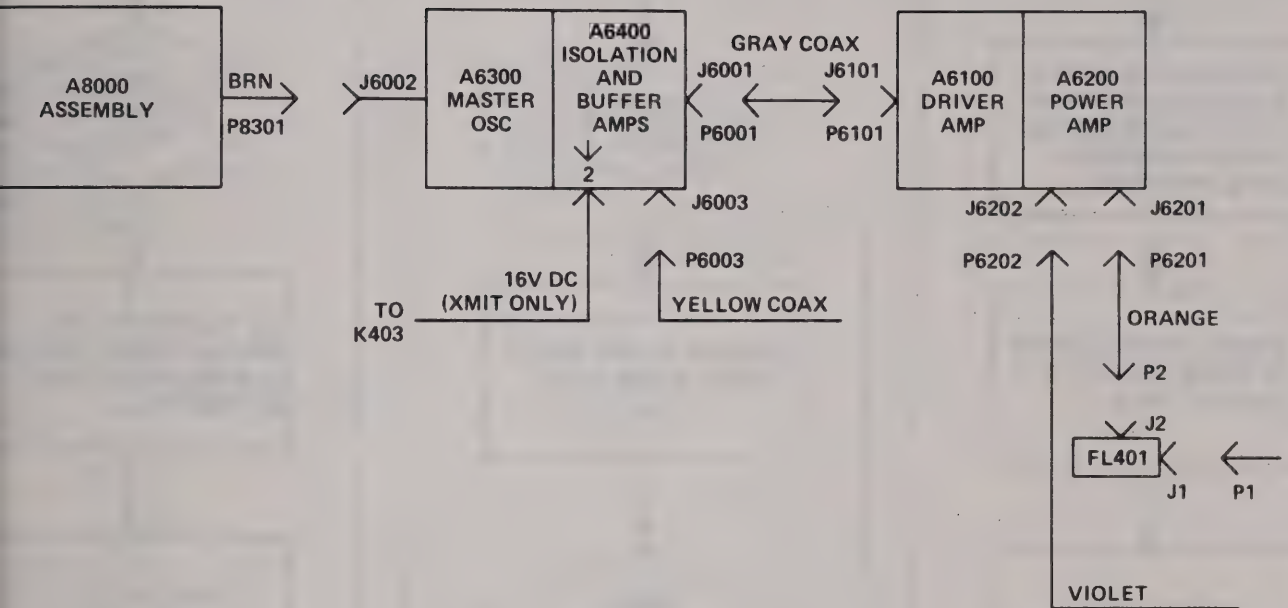 A8000
ASSEMBLY
BRN
P8301
J6002
A6300
MASTER
OSC
A6400
ISOLATION
AND
BUFFER
AMPS
2
GRAY COAX
J6001
J6101
P6001
P6101
A6100
DRIVER
AMP
A6200
POWER
AMP
J6003
P6003
16V DC
(XMIT ONLY)
TO
K403
YELLOW COAX
J6202
J6201
P6202
P6201
ORANGE
P2
J2
FL401
J1
P1
VIOLET